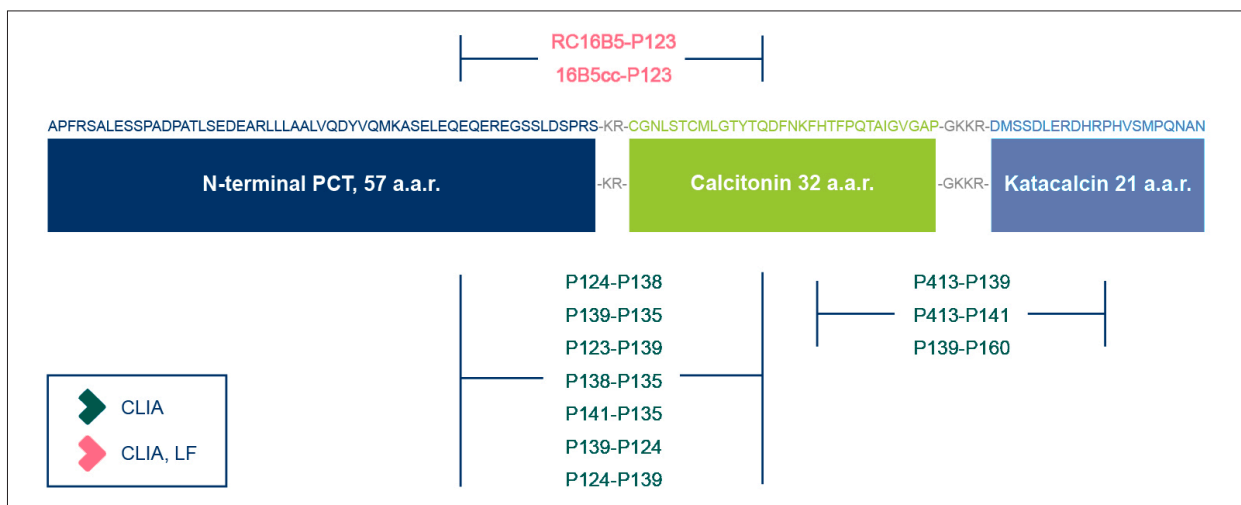 RC16B5-P123
16B5cc-P123
APFRSALESSPADPATLSEDEARLLLAALVQDYVQMKASELEQEQEREGSSLDSPRS-KR-CGNLSTCMLGTYTQDFNKFHTFPQTAIGVGAP-GKKR-DMSSDLERDHRPHVSMPQNAN
N-terminal PCT, 57 a.a.r. -KR- Calcitonin 32 a.a.r. -GKKR- Katacalcin 21 a.a.r.
P124-P138
P139-P135
P123-P139
P138-P135
P141-P135
P139-P124
P124-P139
P413-P139
P413-P141
P139-P160
CLIA
CLIA, LF